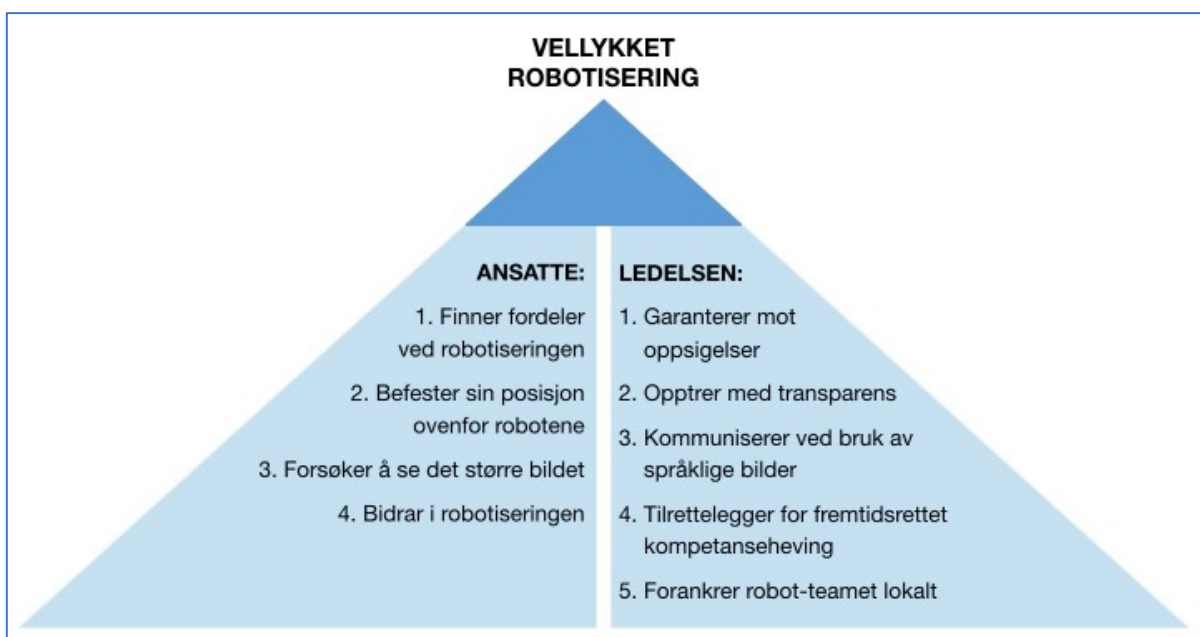 VELLYKKET
ROBOTISERING
ANSATTE:
1. Finner fordeler
ved robotiseringen
2. Befester sin posisjon
ovenfor robotene
3. Forsøker å se det større bildet
4. Bidrar i robotiseringen
LEDELSEN:
1. Garanterer mot
oppsigelser
2. Opptrer med transparens
3. Kommuniserer ved bruk av
språklige bilder
4. Tilrettelegger for fremtidsrettet
kompetanseheving
5. Forankrer robot-teamet lokalt